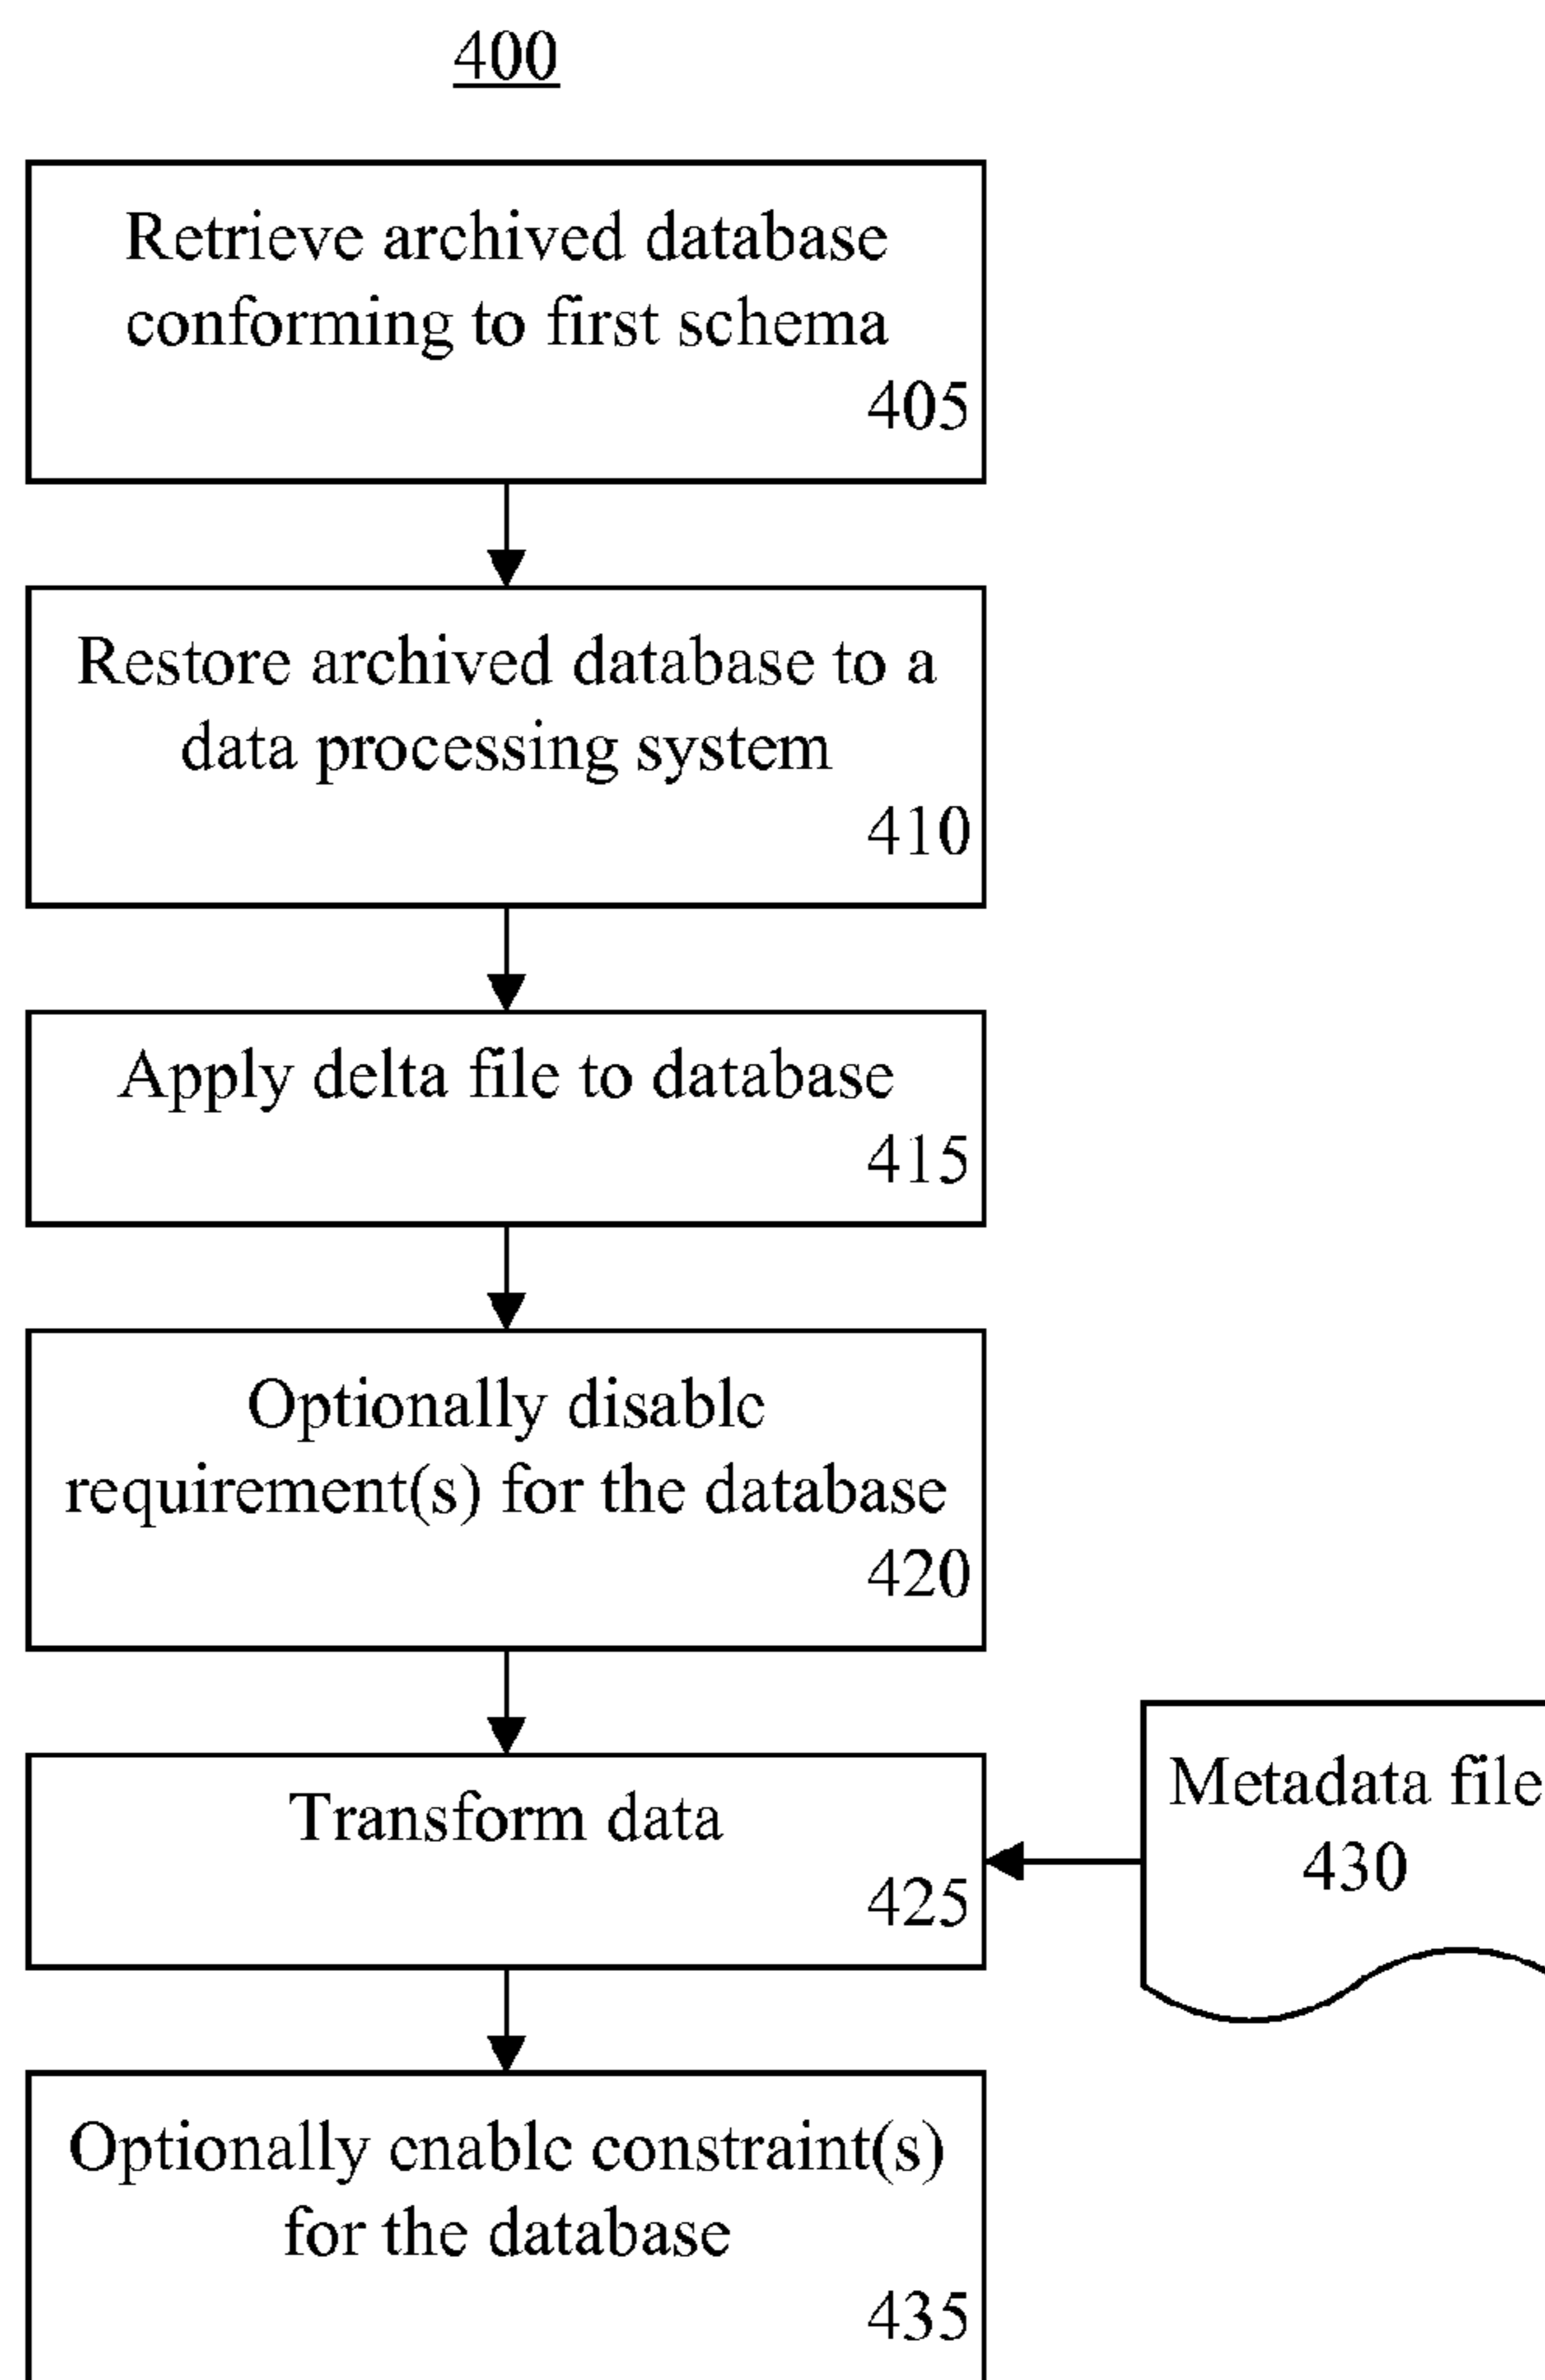 400
Retrieve archived database
conforming to first schema
405
Restore archived database to a
data processing system
410
Apply delta file to database
415
Optionally disable
requirement(s) for the database
420
Transform data
425
Metadata file
430
Optionally enable constraint(s)
for the database
435